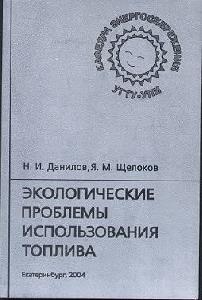 КАФЕДРА ЭНЕРГОСБЕРЕЖЕНИЯ
УГТУ-УПИ
Н. И. Данилов, Я. М. Щелоков
ЭКОЛОГИЧЕСКИЕ
ПРОБЛЕМЫ
ИСПОЛЬЗОВАНИЯ
ТОПЛИВА
Екатеринбург, 2004